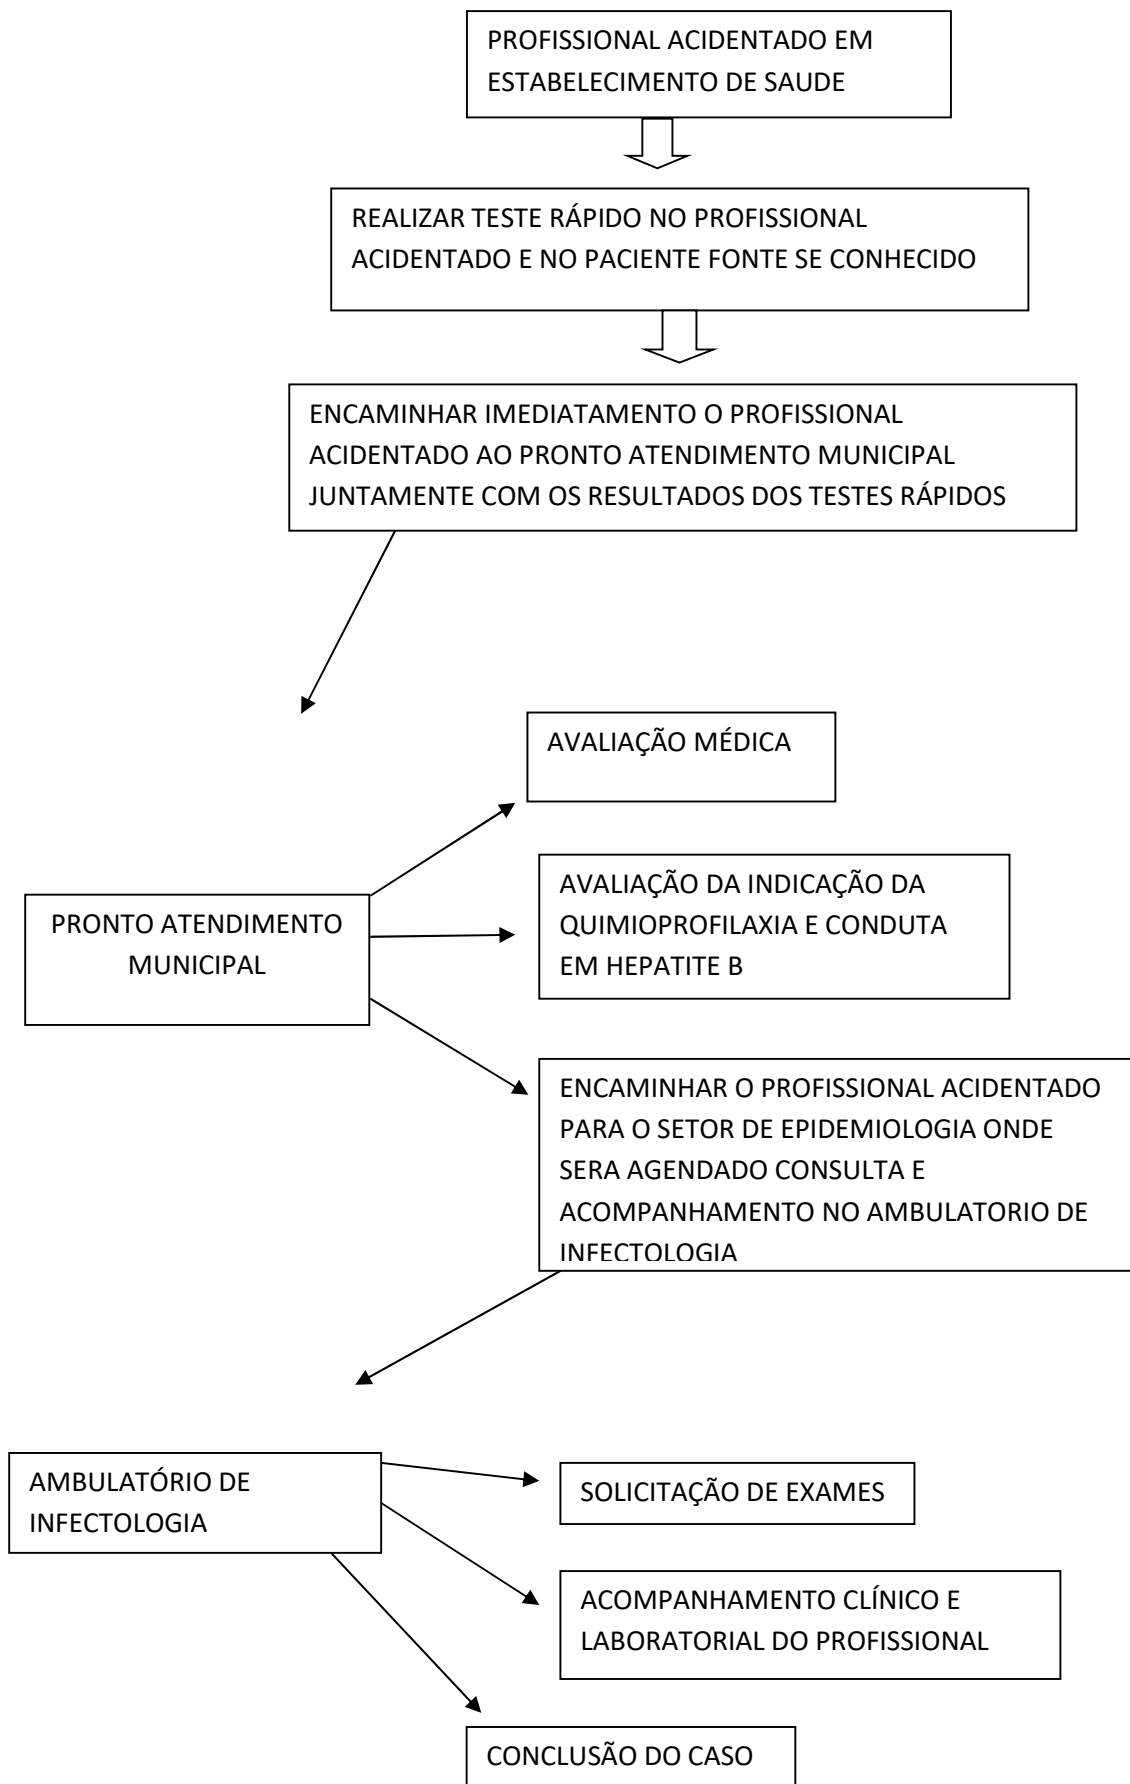 PROFISSIONAL ACIDENTADO EM
ESTABELECIMENTO DE SAUDE
REALIZAR TESTE RÁPIDO NO PROFISSIONAL
ACIDENTADO E NO PACIENTE FONTE SE CONHECIDO
ENCAMINHAR IMEDIATAMENTO O PROFISSIONAL
ACIDENTADO AO PRONTO ATENDIMENTO MUNICIPAL
JUNTAMENTE COM OS RESULTADOS DOS TESTES RÁPIDOS
AVALIAÇÃO MÉDICA
PRONTO ATENDIMENTO
MUNICIPAL
AVALIAÇÃO DA INDICAÇÃO DA
QUIMIOPROFILAXIA E CONDUTA
EM HEPATITE B
ENCAMINHAR O PROFISSIONAL ACIDENTADO
PARA O SETOR DE EPIDEMIOLOGIA ONDE
SERA AGENDADO CONSULTA E
ACOMPANHAMENTO NO AMBULATORIO DE
INFECTOLOGIA
AMBULATÓRIO DE
INFECTOLOGIA
SOLICITAÇÃO DE EXAMES
ACOMPANHAMENTO CLÍNICO E
LABORATORIAL DO PROFISSIONAL
CONCLUSÃO DO CASO